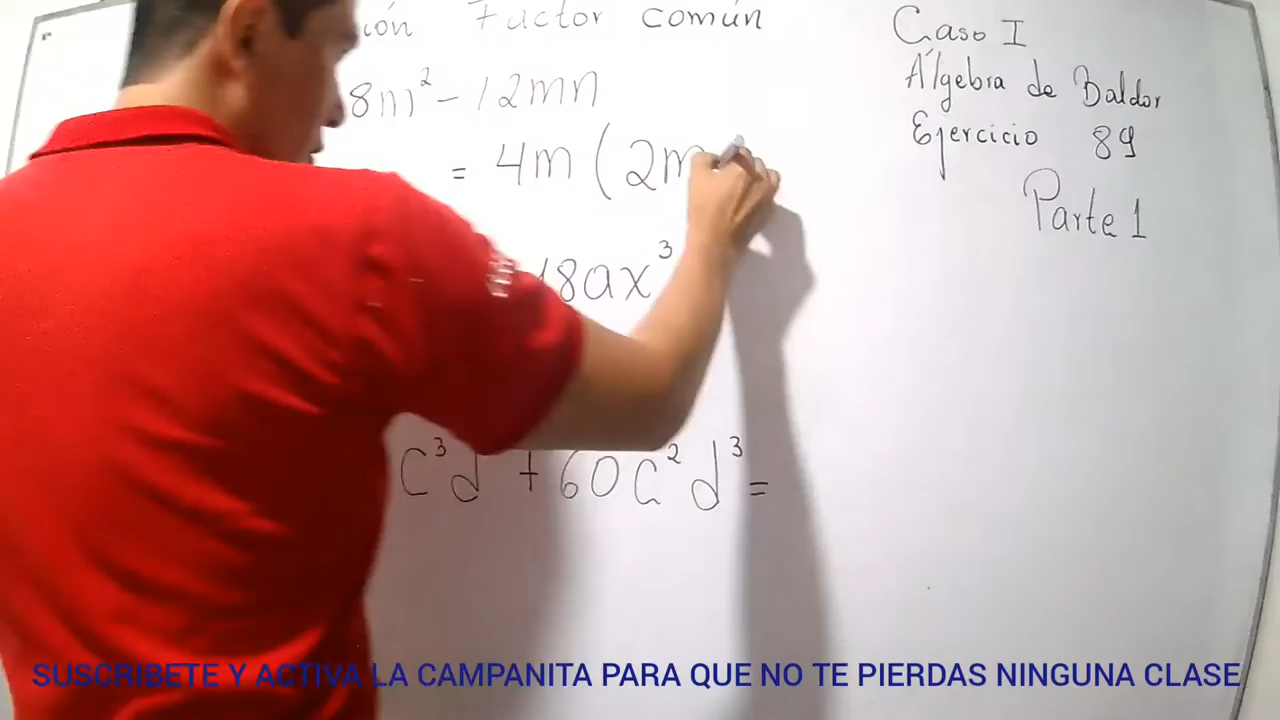 Factor común
8m² - 12mn
= 4m (2m
18ax³
c³d + 60c²d³ =
Caso I
Álgebra de Baldor
Ejercicio 89
Parte 1
SUSCRIBETE Y ACTIVA LA CAMPANITA PARA QUE NO TE PIERDAS NINGUNA CLASE